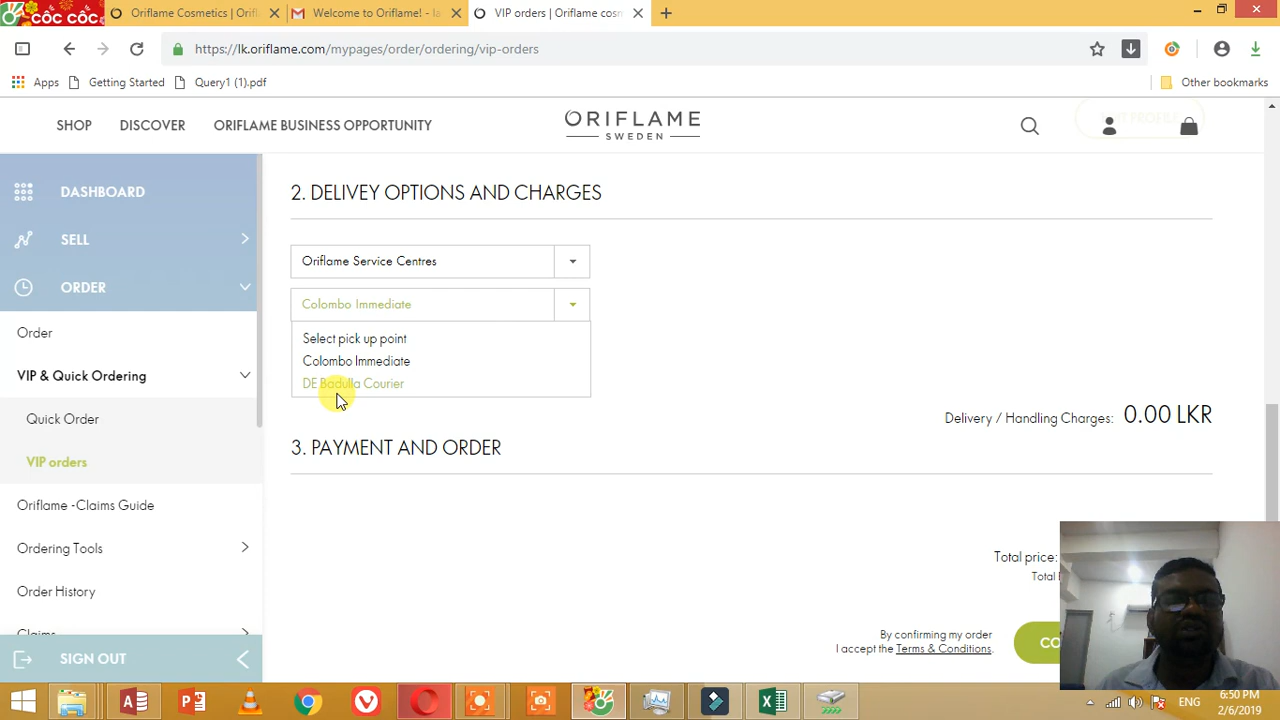 CỐC CỐC
Oriflame Cosmetics | Orifl
Welcome to Oriflame! - la
VIP orders | Oriflame cosm
https://lk.oriflame.com/mypages/order/ordering/vip-orders
Apps
Getting Started
Query1 (1).pdf
Other bookmarks
SHOP
DISCOVER
ORIFLAME BUSINESS OPPORTUNITY
ORIFLAME
SWEDEN
DASHBOARD
SELL
ORDER
Order
VIP & Quick Ordering
Quick Order
VIP orders
Oriflame -Claims Guide
Ordering Tools
Order History
Claims
SIGN OUT
2. DELIVEY OPTIONS AND CHARGES
Oriflame Service Centres
Colombo Immediate
Select pick up point
Colombo Immediate
DE Badulla Courier
Delivery / Handling Charges: 0.00 LKR
3. PAYMENT AND ORDER
Total price:
Total
By confirming my order
I accept the Terms & Conditions.
CO
ENG
6:50 PM
2/6/2019